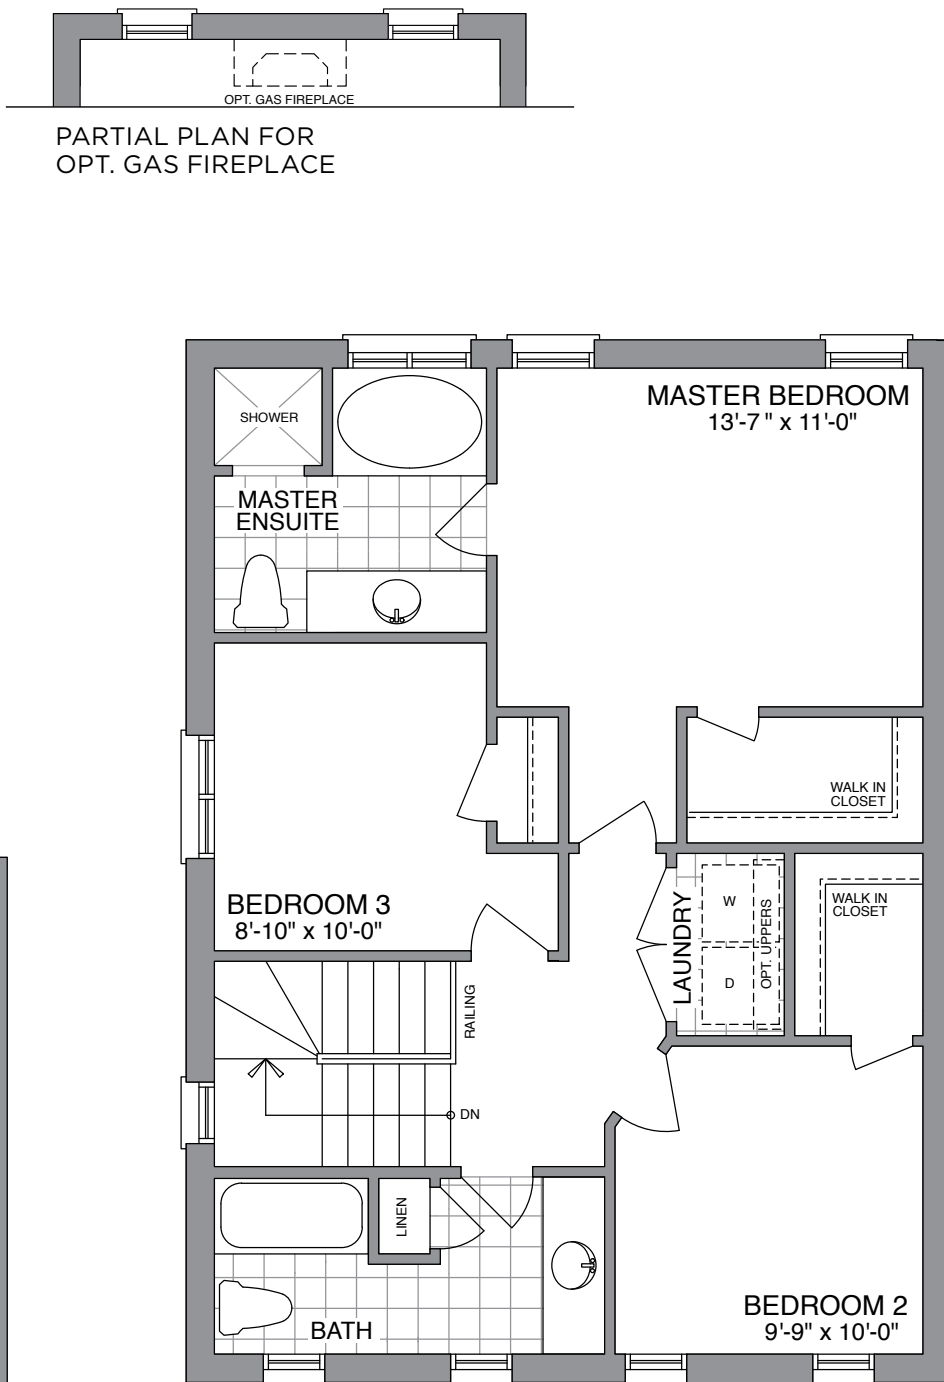 OPT. GAS FIREPLACE
PARTIAL PLAN FOR
OPT. GAS FIREPLACE
SHOWER
MASTER BEDROOM
13'-7" x 11'-0"
MASTER
ENSUITE
WALK IN
CLOSET
BEDROOM 3
8'-10" x 10'-0"
LAUNDRY
W
D
OPT. UPPERS
WALK IN
CLOSET
RAILING
DN
LINEN
BATH
BEDROOM 2
9'-9" x 10'-0"